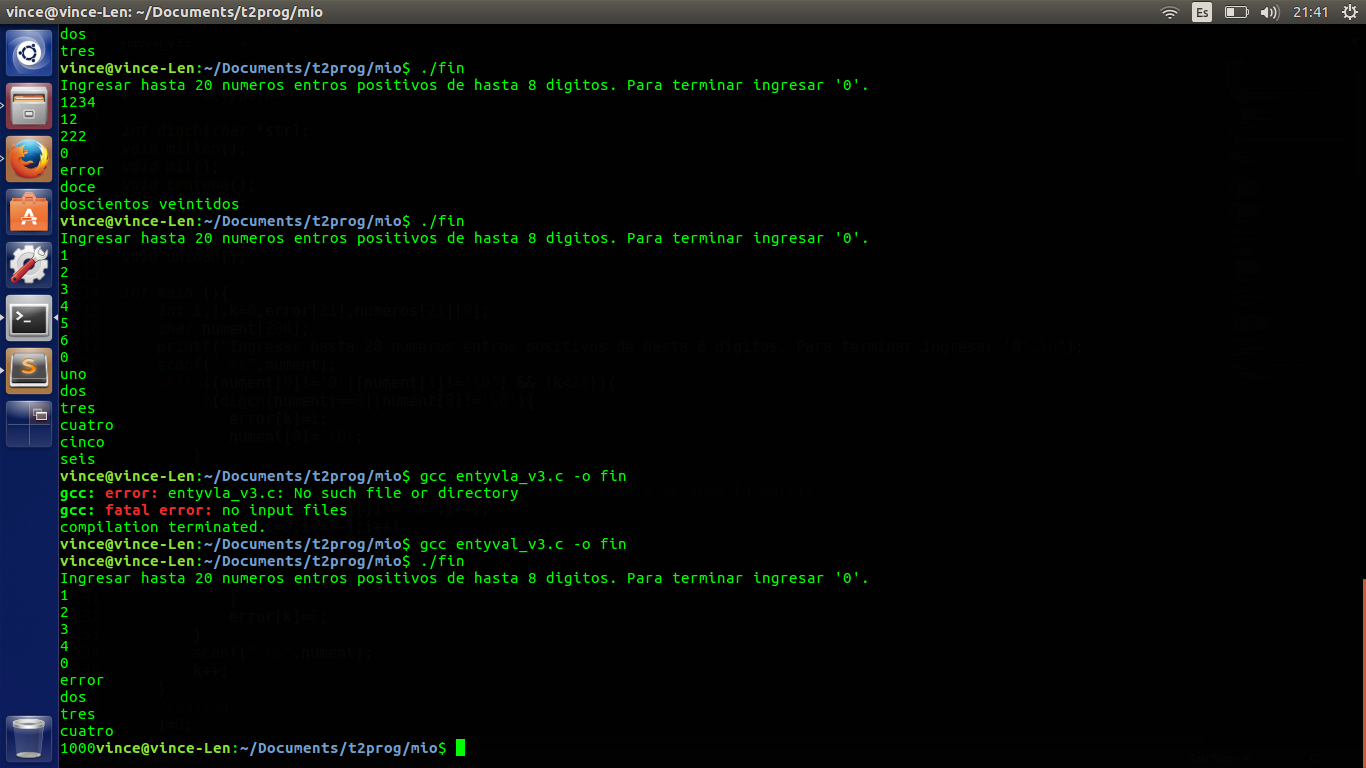 vince@vince-Len: ~/Documents/t2prog/mio
Es
21:41
dos
tres
vince@vince-Len:~/Documents/t2prog/mio$ ./fin
Ingresar hasta 20 numeros entros positivos de hasta 8 digitos. Para terminar ingresar '0'.
1234
12
222
0
error
doce
doscientos veintidos
vince@vince-Len:~/Documents/t2prog/mio$ ./fin
Ingresar hasta 20 numeros entros positivos de hasta 8 digitos. Para terminar ingresar '0'.
1
2
3
4
5
6
0
uno
dos
tres
cuatro
cinco
seis
vince@vince-Len:~/Documents/t2prog/mio$ gcc entyvla_v3.c -o fin
gcc: error: entyvla_v3.c: No such file or directory
gcc: fatal error: no input files
compilation terminated.
vince@vince-Len:~/Documents/t2prog/mio$ gcc entyval_v3.c -o fin
vince@vince-Len:~/Documents/t2prog/mio$ ./fin
Ingresar hasta 20 numeros entros positivos de hasta 8 digitos. Para terminar ingresar '0'.
1
2
3
4
0
error
dos
tres
cuatro
1000vince@vince-Len:~/Documents/t2prog/mio$